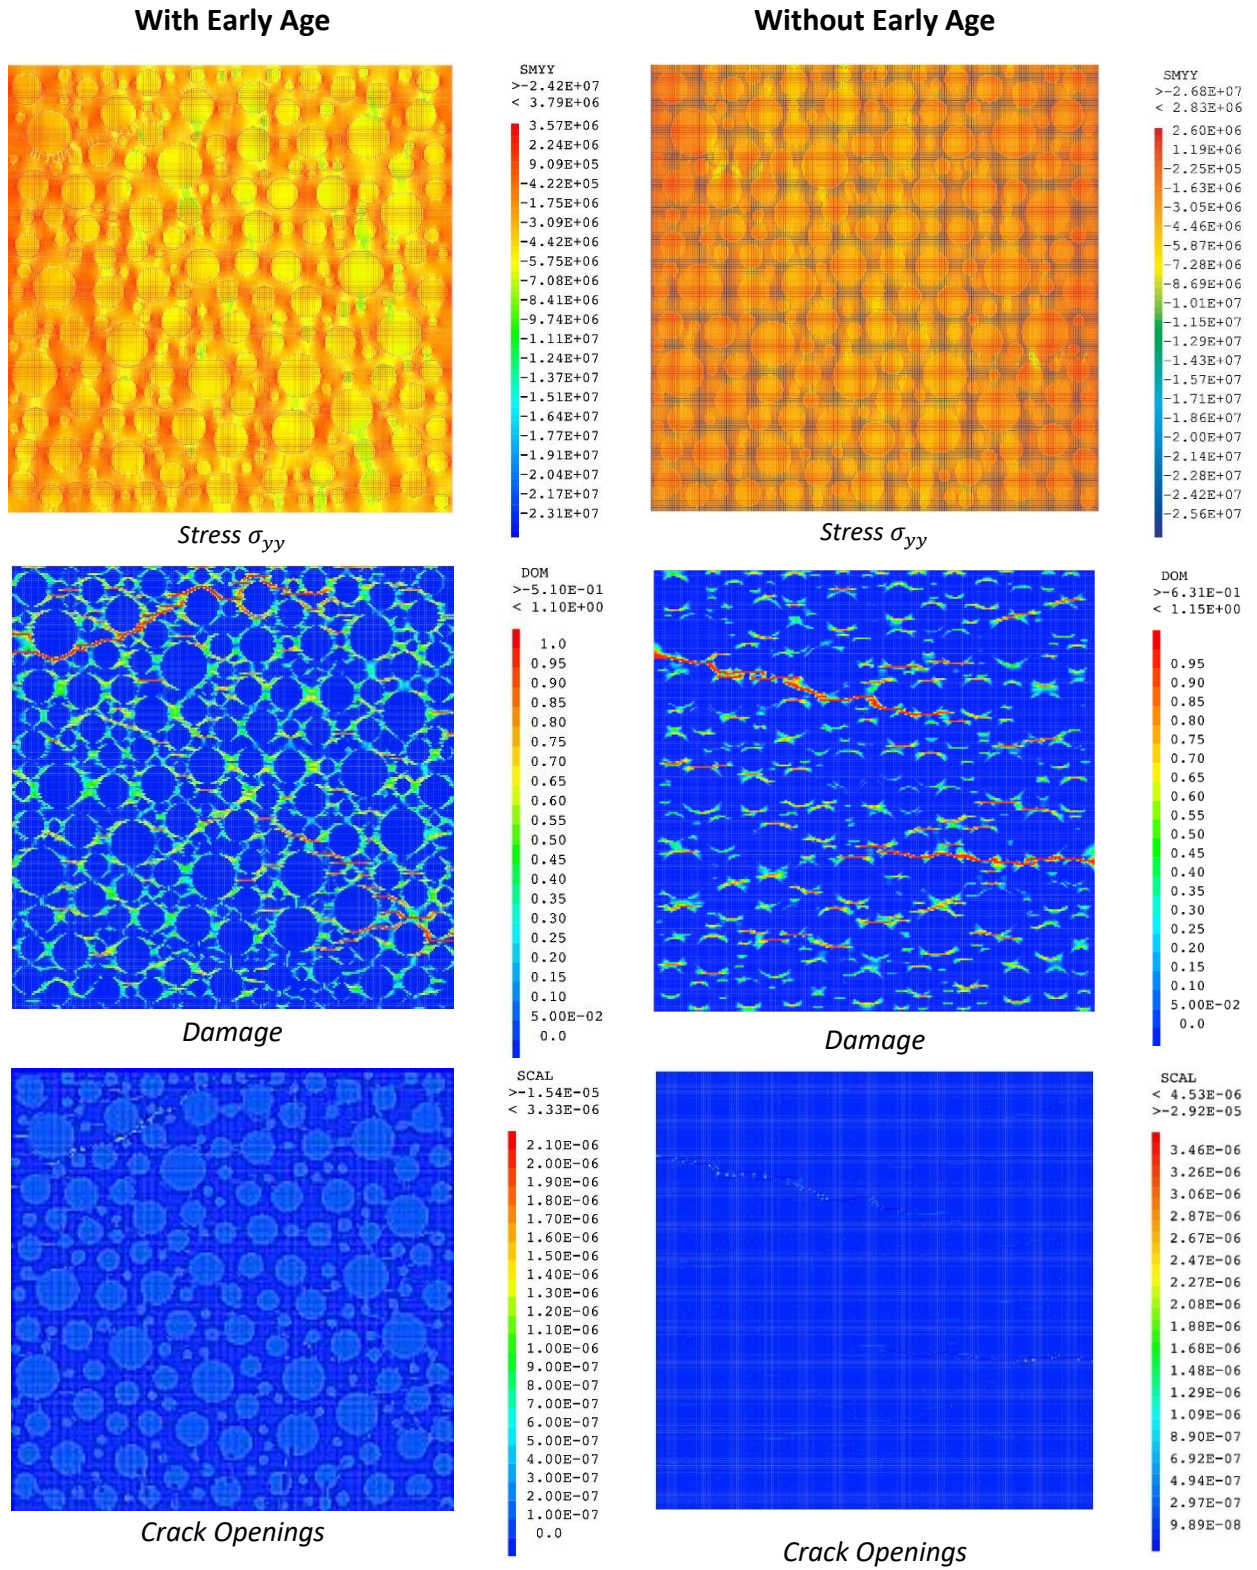 With Early Age
Without Early Age
SMYY
>-2.42E+07
< 3.79E+06
3.57E+06
2.24E+06
9.09E+05
-4.22E+05
-1.75E+06
-3.09E+06
-4.42E+06
-5.75E+06
-7.08E+06
-8.41E+06
-9.74E+06
-1.11E+07
-1.24E+07
-1.37E+07
-1.51E+07
-1.64E+07
-1.77E+07
-1.91E+07
-2.04E+07
-2.17E+07
-2.31E+07
Stress σyy
SMYY
>-2.68E+07
< 2.83E+06
2.60E+06
1.19E+06
-2.25E+05
-1.63E+06
-3.05E+06
-4.46E+06
-5.87E+06
-7.28E+06
-8.69E+06
-1.01E+07
-1.15E+07
-1.29E+07
-1.43E+07
-1.57E+07
-1.71E+07
-1.86E+07
-2.00E+07
-2.14E+07
-2.28E+07
-2.42E+07
-2.56E+07
Stress σyy
DOM
>-5.10E-01
< 1.10E+00
1.0
0.95
0.90
0.85
0.80
0.75
0.70
0.65
0.60
0.55
0.50
0.45
0.40
0.35
0.30
0.25
0.20
0.15
0.10
5.00E-02
0.0
Damage
DOM
>-6.31E-01
< 1.15E+00
0.95
0.90
0.85
0.80
0.75
0.70
0.65
0.60
0.55
0.50
0.45
0.40
0.35
0.30
0.25
0.20
0.15
0.10
5.00E-02
0.0
Damage
SCAL
>-1.54E-05
< 3.33E-06
2.10E-06
2.00E-06
1.90E-06
1.80E-06
1.70E-06
1.60E-06
1.50E-06
1.40E-06
1.30E-06
1.20E-06
1.10E-06
1.00E-06
9.00E-07
8.00E-07
7.00E-07
6.00E-07
5.00E-07
4.00E-07
3.00E-07
2.00E-07
1.00E-07
0.0
Crack Openings
SCAL
< 4.53E-06
>-2.92E-05
3.46E-06
3.26E-06
3.06E-06
2.87E-06
2.67E-06
2.47E-06
2.27E-06
2.08E-06
1.88E-06
1.68E-06
1.48E-06
1.29E-06
1.09E-06
8.90E-07
6.92E-07
4.94E-07
2.97E-07
9.89E-08
Crack Openings